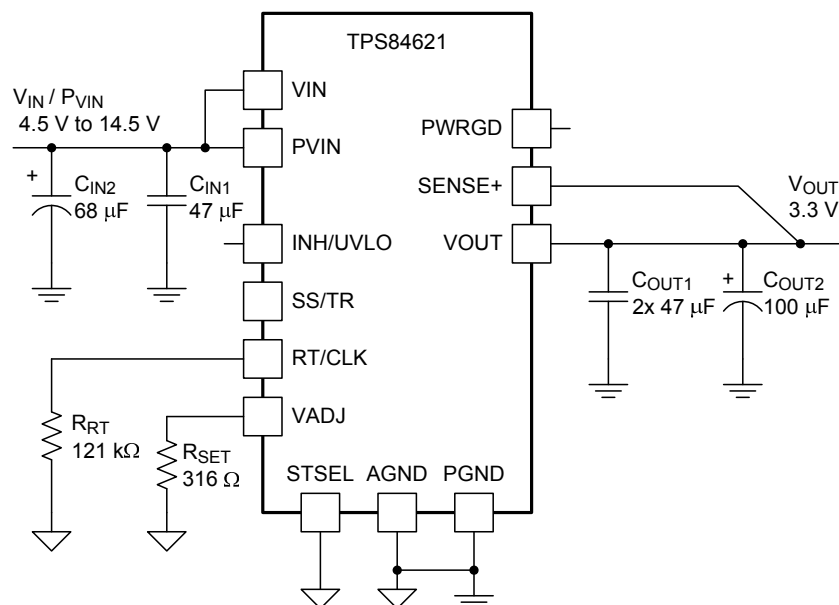 TPS84621
VIN
V_IN / P_VIN
4.5 V to 14.5 V
PWRGD
PVIN
+
C_IN2
68 μF
C_IN1
47 μF
SENSE+
V_OUT
3.3 V
INH/UVLO
VOUT
SS/TR
C_OUT1
2x 47 μF
+
C_OUT2
100 μF
RT/CLK
VADJ
R_RT
121 kΩ
R_SET
316 Ω
STSEL
AGND
PGND